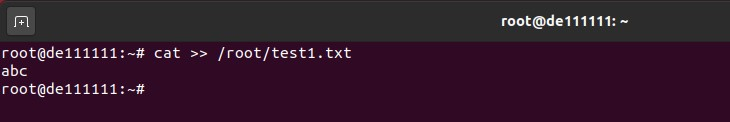 root@de111111: ~
root@de111111:~# cat >> /root/test1.txt
abc
root@de111111:~#